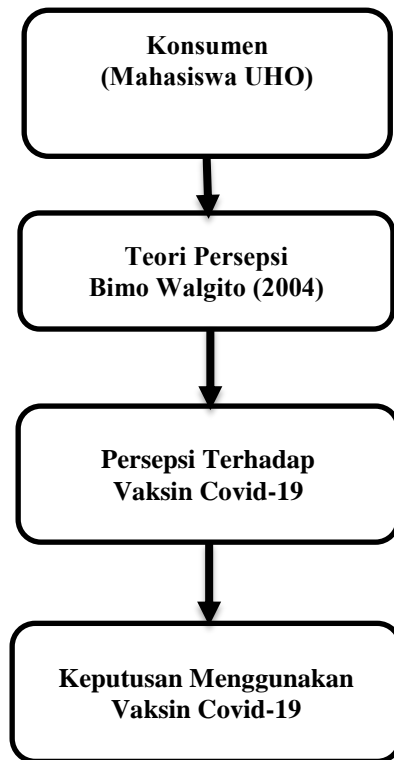 Konsumen
(Mahasiswa UHO)
Teori Persepsi
Bimo Walgito (2004)
Persepsi Terhadap
Vaksin Covid-19
Keputusan Menggunakan
Vaksin Covid-19